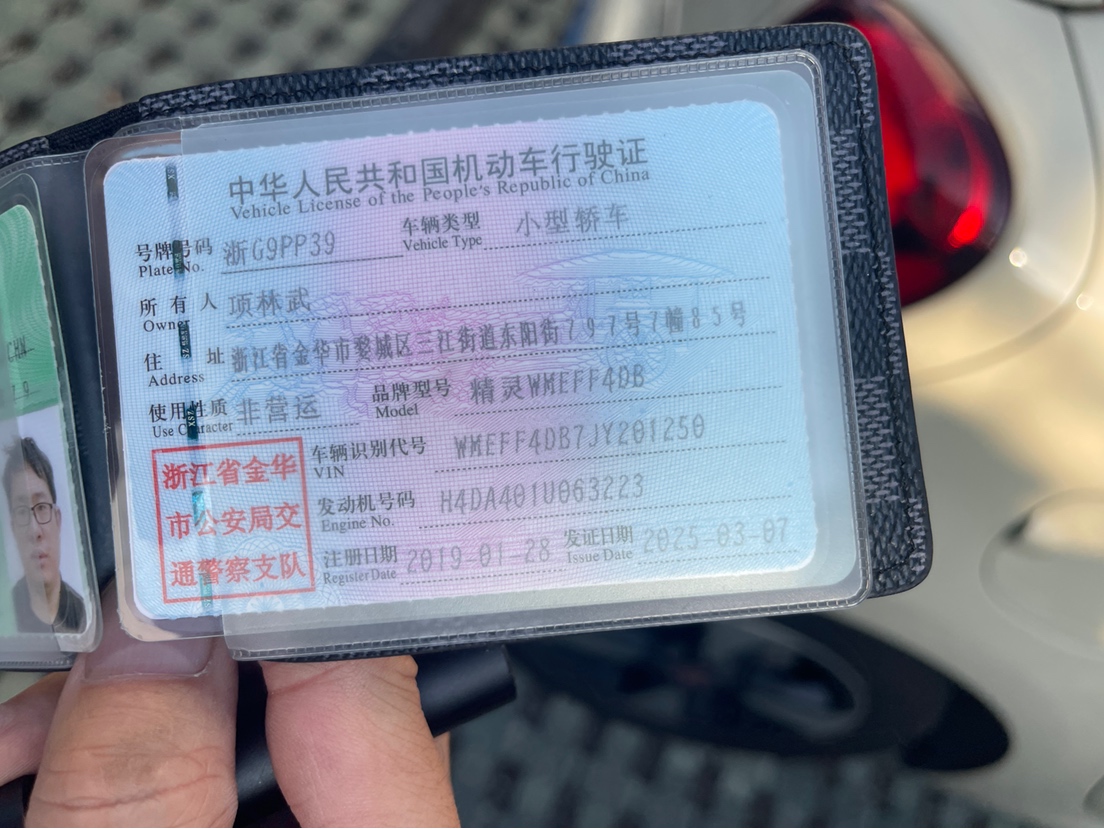 中华人民共和国机动车行驶证
Vehicle License of the People's Republic of China
号牌号码 浙G9PP39 车辆类型 小型轿车
Plate No. Vehicle Type
所有人 项林武
Owner
住址 浙江省金华市婺城区三江街道东阳街797号7幢85号
Address
使用性质 非营运 品牌型号 精灵WMEFF4DB
Use Character Model
浙江省金华
市公安局交
通警察支队
车辆识别代号 WMEFF4DB7JY201250
VIN
发动机号码 H4DA401U063223
Engine No.
注册日期 2019-01-28 发证日期 2025-03-07
Register Date Issue Date